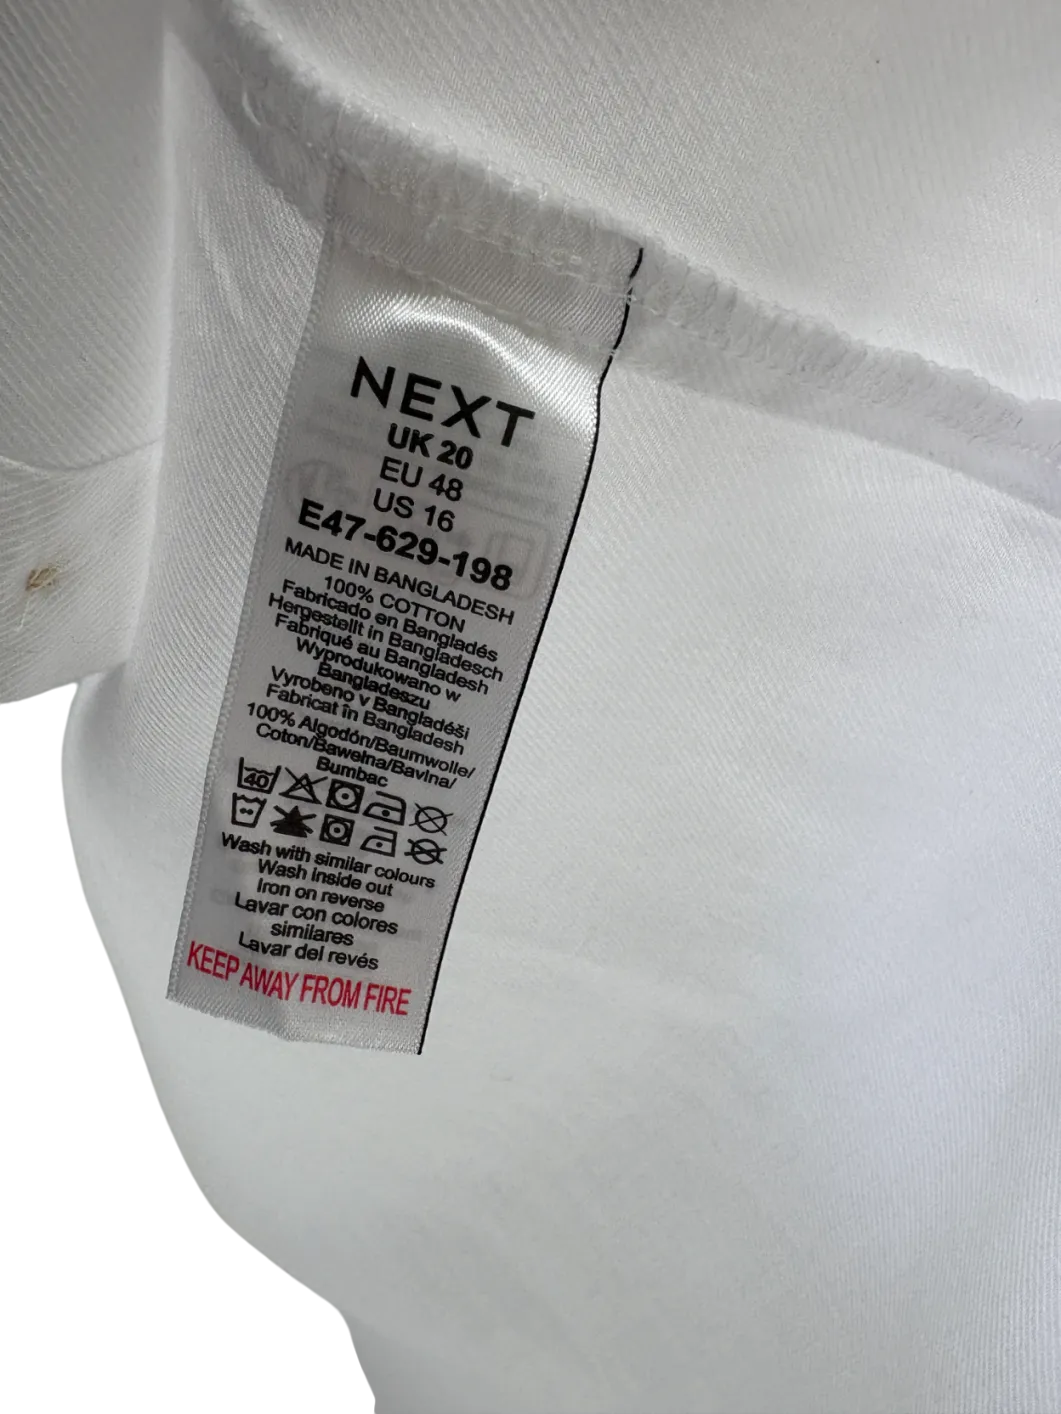 NEXT
UK 20
EU 48
US 16
E47-629-198
MADE IN BANGLADESH
100% COTTON
Fabricado en Bangladés
Hergestellt in Bangladesch
Fabriqué au Bangladesh
Wyprodukowano w
Bangladeszu
Vyrobeno v Bangladéši
Fabricat în Bangladesh
100% Algodón/Baumwolle/
Coton/Bawełna/Bavlna/
Bumbac
40
Wash with similar colours
Wash inside out
Iron on reverse
Lavar con colores
similares
Lavar del revés
KEEP AWAY FROM FIRE